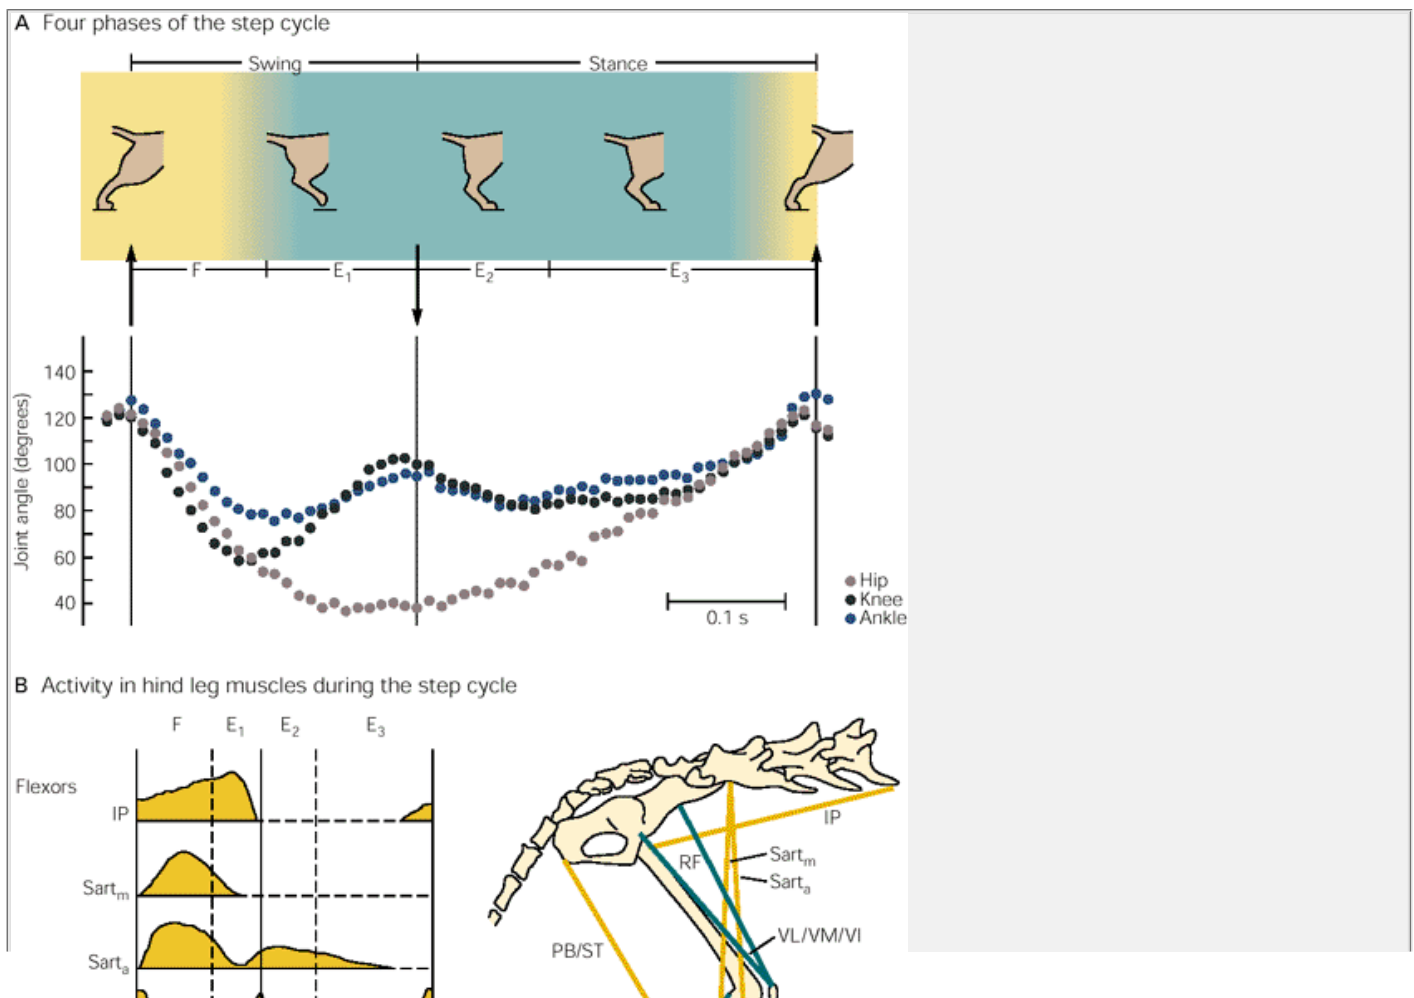 A Four phases of the step cycle
Swing Stance
F E1 E2 E3
Joint angle (degrees)
140
120
100
80
60
40
0.1 s
Hip
Knee
Ankle
B Activity in hind leg muscles during the step cycle
F E1 E2 E3
Flexors
IP
Sartm
Sarta
IP
RF
Sartm
Sarta
VL/VM/VI
PB/ST